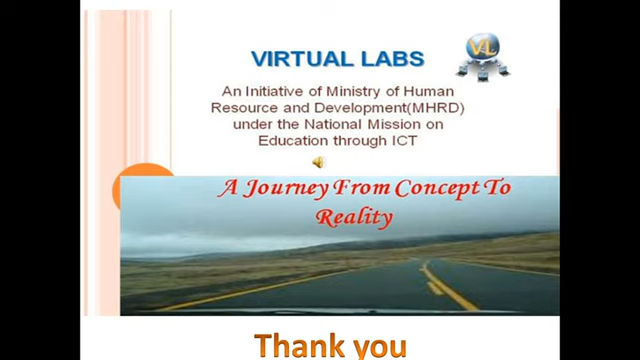 VIRTUAL LABS
VL
An Initiative of Ministry of Human
Resource and Development(MHRD)
under the National Mission on
Education through ICT
A Journey From Concept To
Reality
Thank you